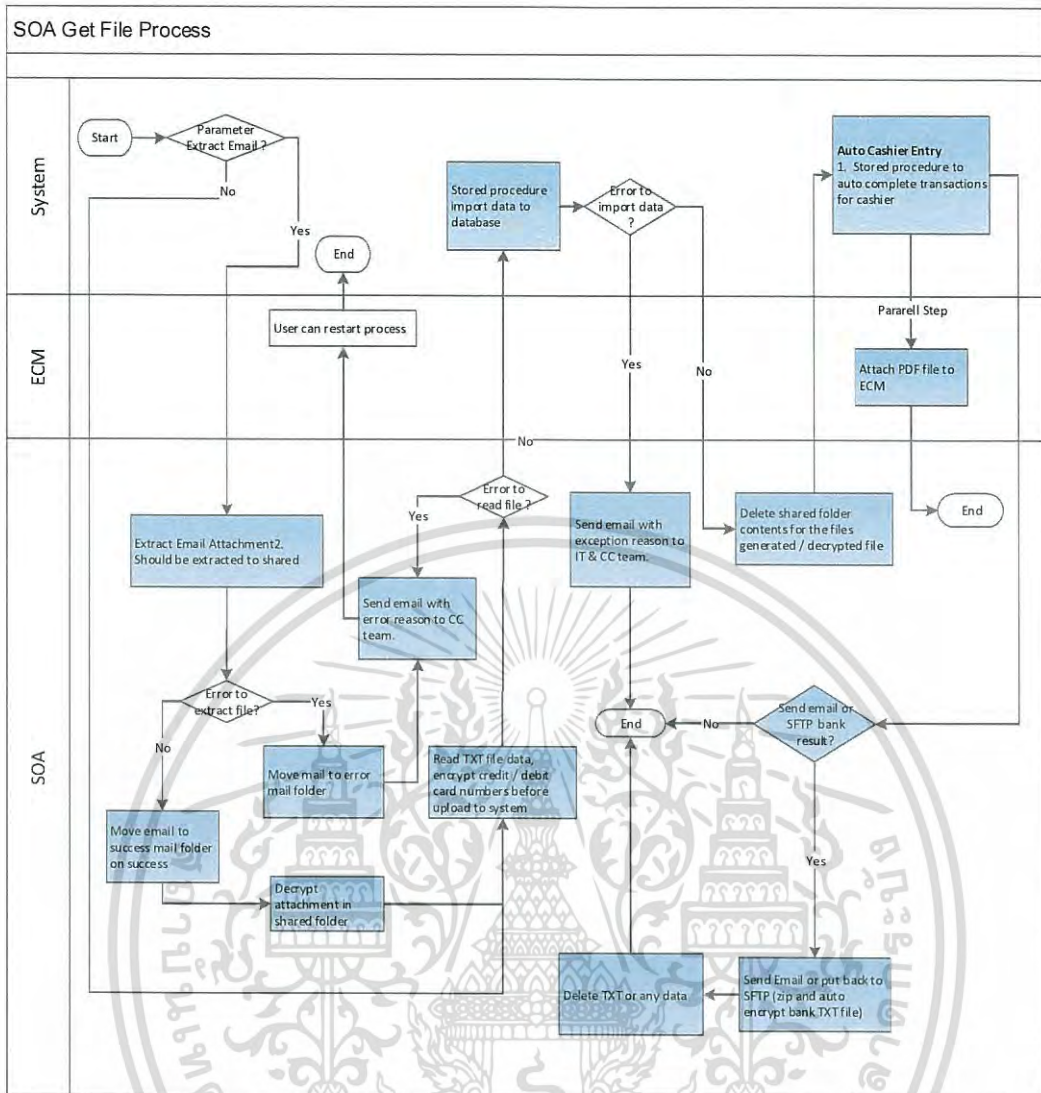 SOA Get File Process
System
Start
Parameter
Extract Email ?
No
Yes
End
Stored procedure
import data to
database
Error to
import data
?
Auto Cashier Entry
1. Stored procedure to
auto complete transactions
for cashier
ECM
User can restart process
Yes
No
Pararell Step
Attach PDF file to
ECM
SOA
No
Error to
read file ?
Yes
Extract Email Attachment2.
Should be extracted to shared
Send email with
error reason to CC
team.
Send email with
exception reason to
IT & CC team.
Delete shared folder
contents for the files
generated / decrypted file
End
Error to
extract file?
Yes
No
Move mail to error
mail folder
Read TXT file data,
encrypt credit / debit
card numbers before
upload to system
End
No
Send email or
SFTP bank
result?
Yes
Move email to
success mail folder
on success
Decrypt
attachment in
shared folder
Delete TXT or any data
Send Email or put back to
SFTP (zip and auto
encrypt bank TXT file)